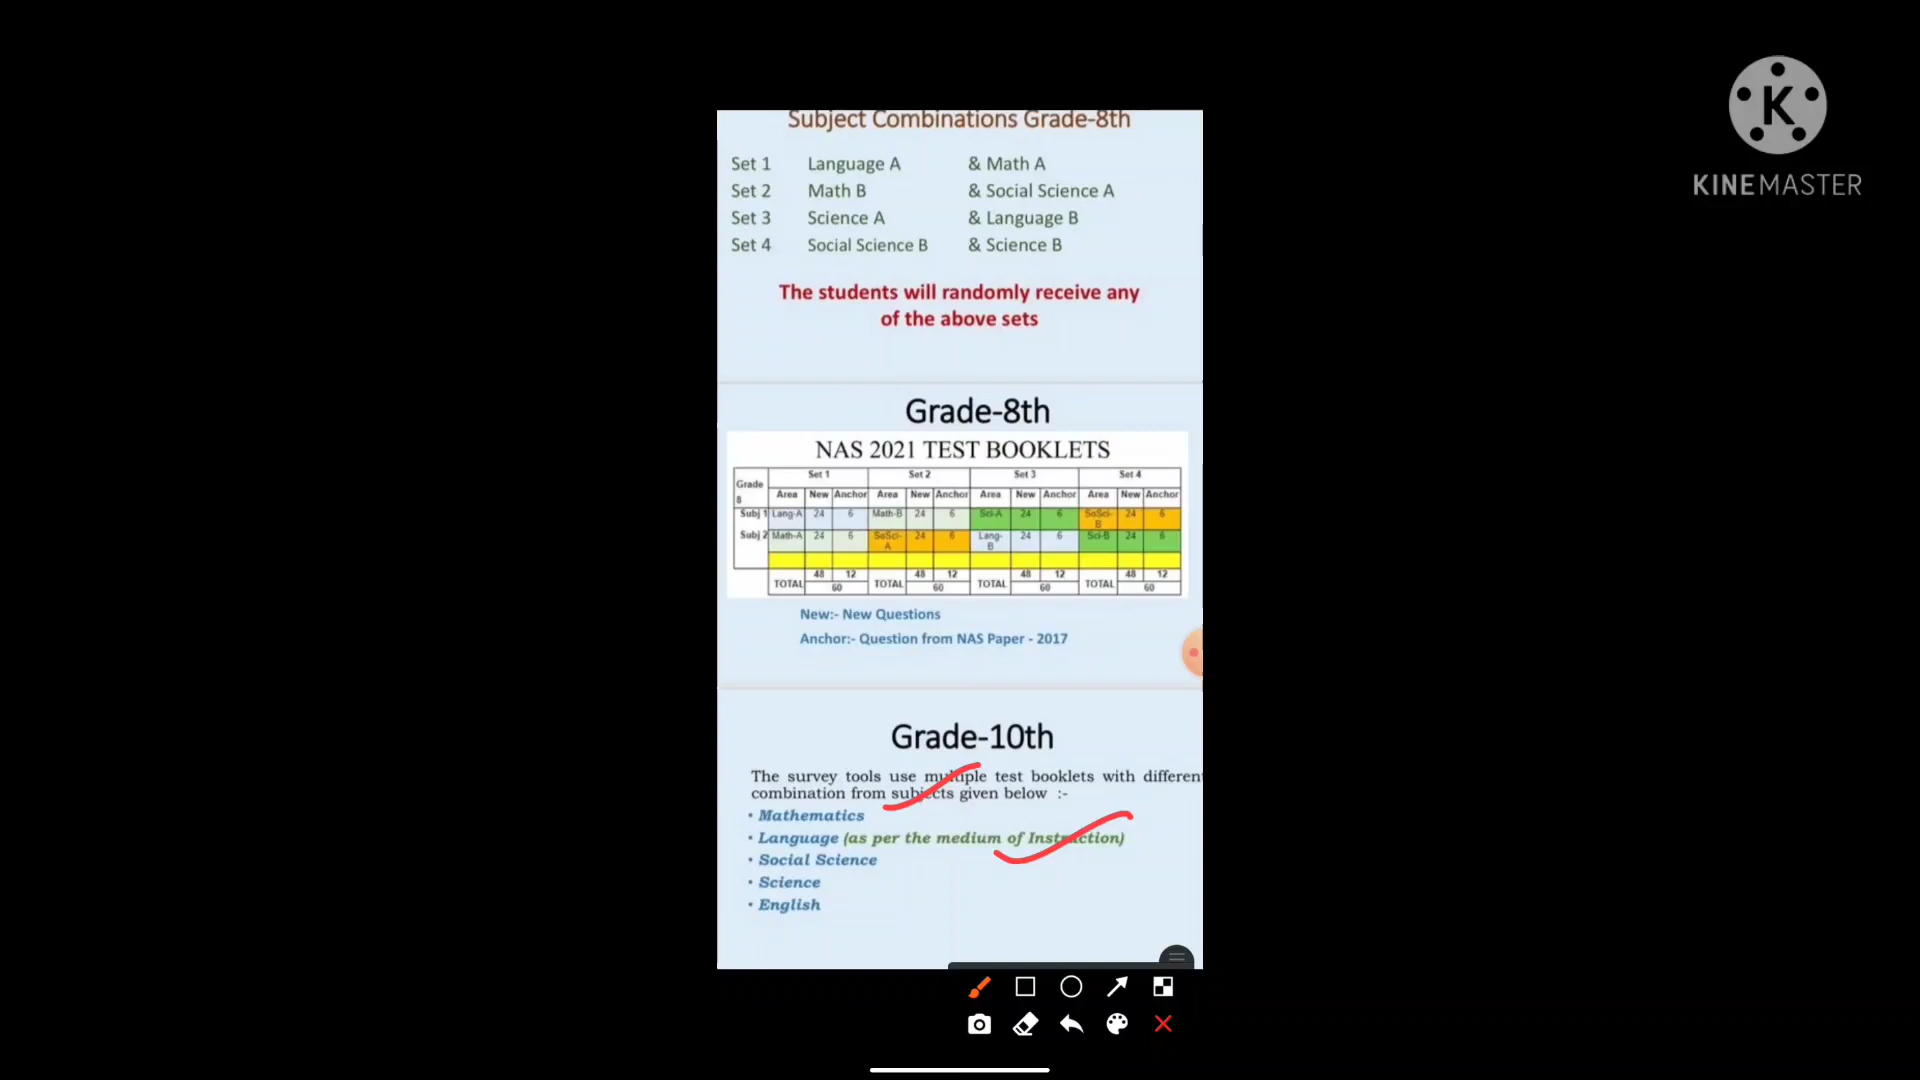 Subject Combinations Grade-8th
Set 1 Language A & Math A
Set 2 Math B & Social Science A
Set 3 Science A & Language B
Set 4 Social Science B & Science B
The students will randomly receive any
of the above sets
Grade-8th
NAS 2021 TEST BOOKLETS
Grade 8 Set 1 Set 2 Set 3 Set 4
Area New Anchor Area New Anchor Area New Anchor Area New Anchor
Subj 1 Lang-A 24 6 Math-B 24 6 Sci-A 24 6 SoSci-B 24 6
Subj 2 Math-A 24 6 SoSci-A 24 6 Lang-B 24 6 Sci-B 24 6
TOTAL 48 12 TOTAL 48 12 TOTAL 48 12 TOTAL 48 12
60 60 60 60
New:- New Questions
Anchor:- Question from NAS Paper - 2017
Grade-10th
The survey tools use multiple test booklets with differen
combination from subjects given below :-
• Mathematics
• Language (as per the medium of Instruction)
• Social Science
• Science
• English
K
KINEMASTER